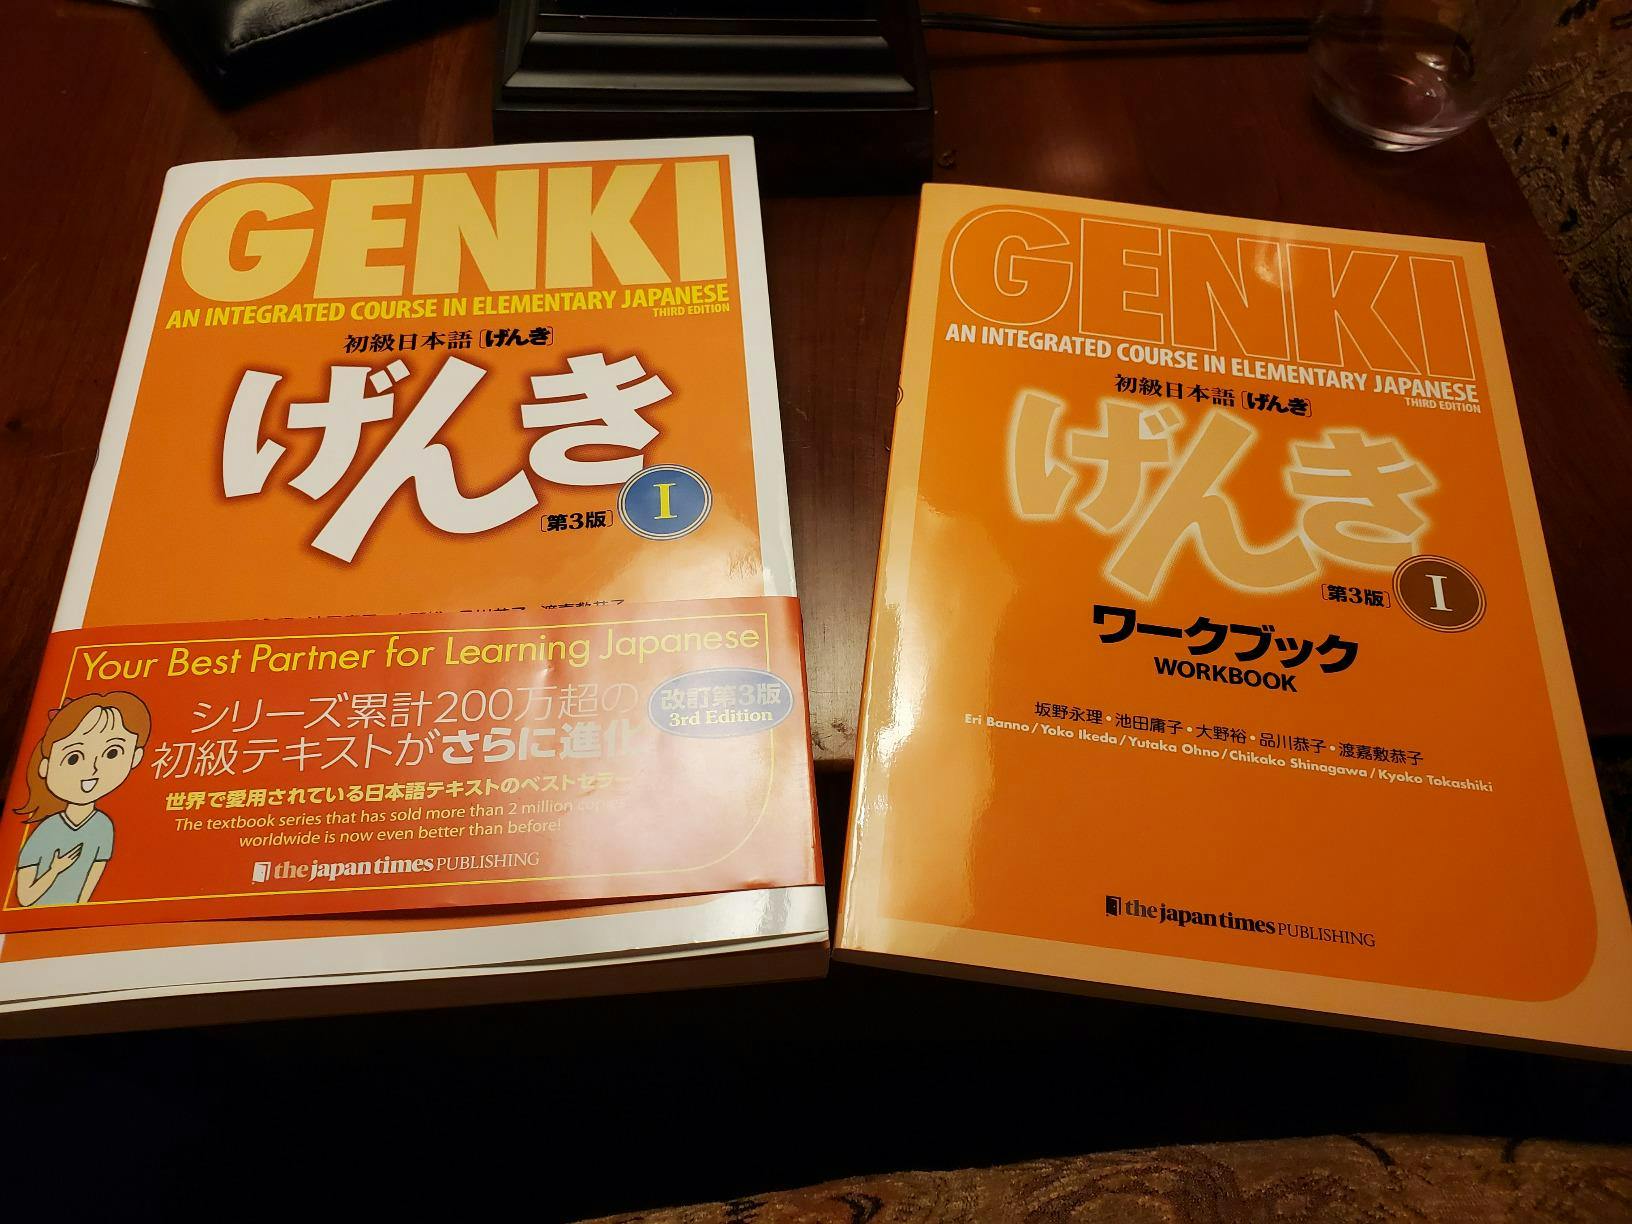 GENKI
AN INTEGRATED COURSE IN ELEMENTARY JAPANESE
THIRD EDITION
初級日本語［げんき］
げんき
I
［第3版］
Your Best Partner for Learning Japanese
シリーズ累計200万超の
初級テキストがさらに進化
改訂第3版
3rd Edition
世界で愛用されている日本語テキストのベストセラー
The textbook series that has sold more than 2 million
worldwide is now even better than before!
the japan times PUBLISHING
GENKI
AN INTEGRATED COURSE IN ELEMENTARY JAPANESE
THIRD EDITION
初級日本語［げんき］
げんき
I
［第3版］
ワークブック
WORKBOOK
坂野永理・池田庸子・大野裕・品川恭子・渡嘉敷恭子
Eri Banno / Yoko Ikeda / Yutaka Ohno / Chikako Shinagawa / Kyoko Tokashiki
the japan times PUBLISHING